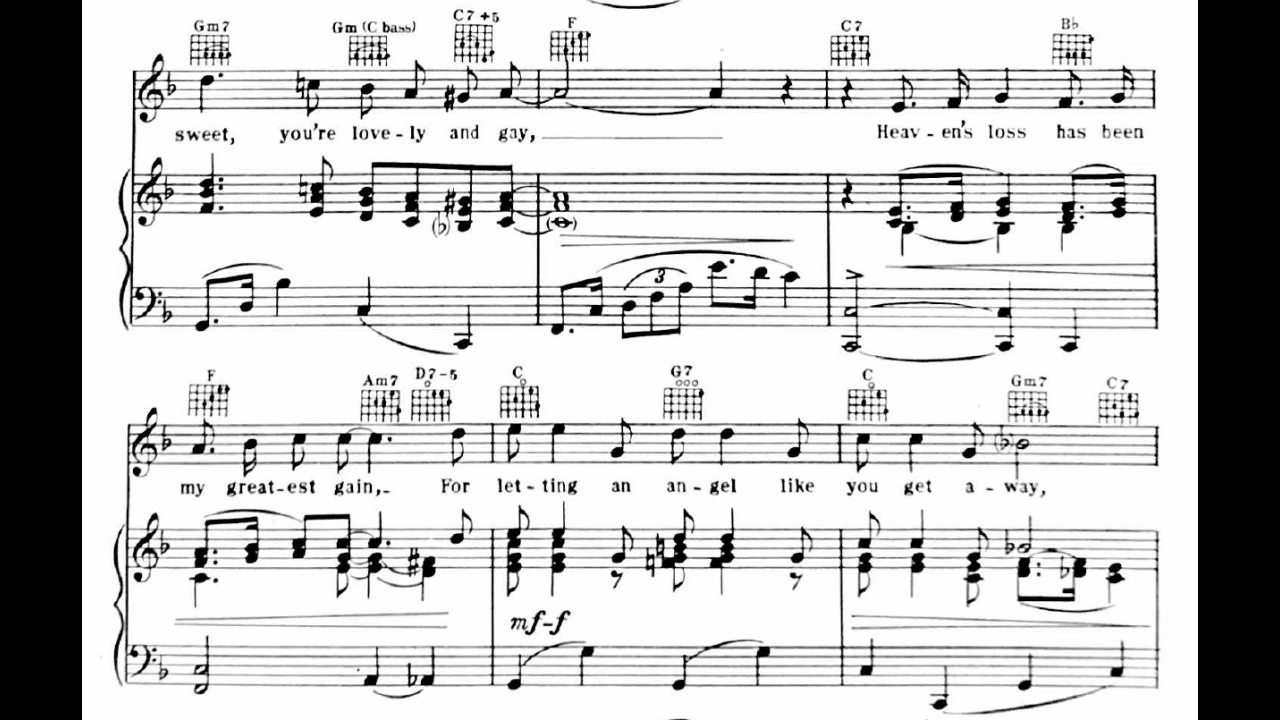 Gm7 Gm (C bass) C7 +5 F C7 Bb
sweet, you're love-ly and gay, Heav-en's loss has been
3
F Am7 D7-5 C G7 C Gm7 C7
my great-est gain, For let-ting an an-gel like you get a-way,
mf-f